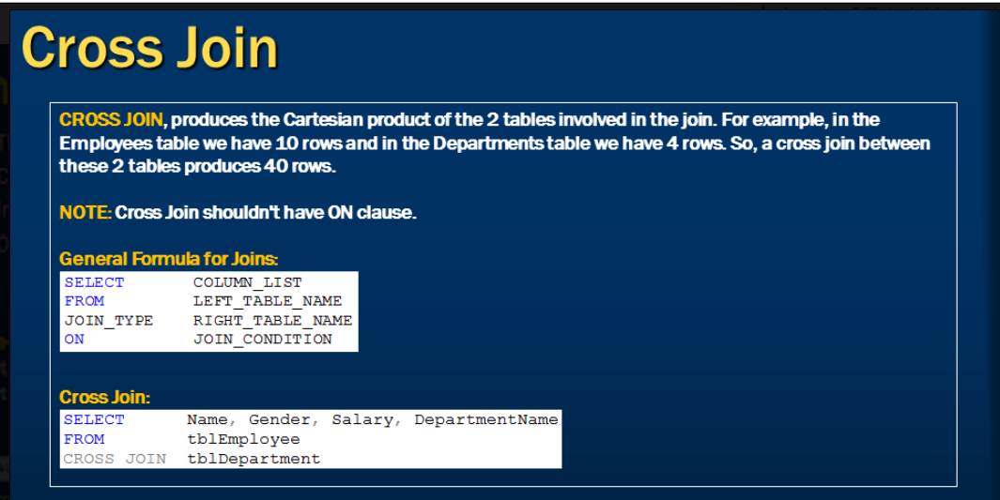 Cross Join
CROSS JOIN, produces the Cartesian product of the 2 tables involved in the join. For example, in the
Employees table we have 10 rows and in the Departments table we have 4 rows. So, a cross join between
these 2 tables produces 40 rows.
NOTE: Cross Join shouldn't have ON clause.
General Formula for Joins:
SELECT COLUMN_LIST
FROM LEFT_TABLE_NAME
JOIN_TYPE RIGHT_TABLE_NAME
ON JOIN_CONDITION
Cross Join:
SELECT Name, Gender, Salary, DepartmentName
FROM tblEmployee
CROSS JOIN tblDepartment